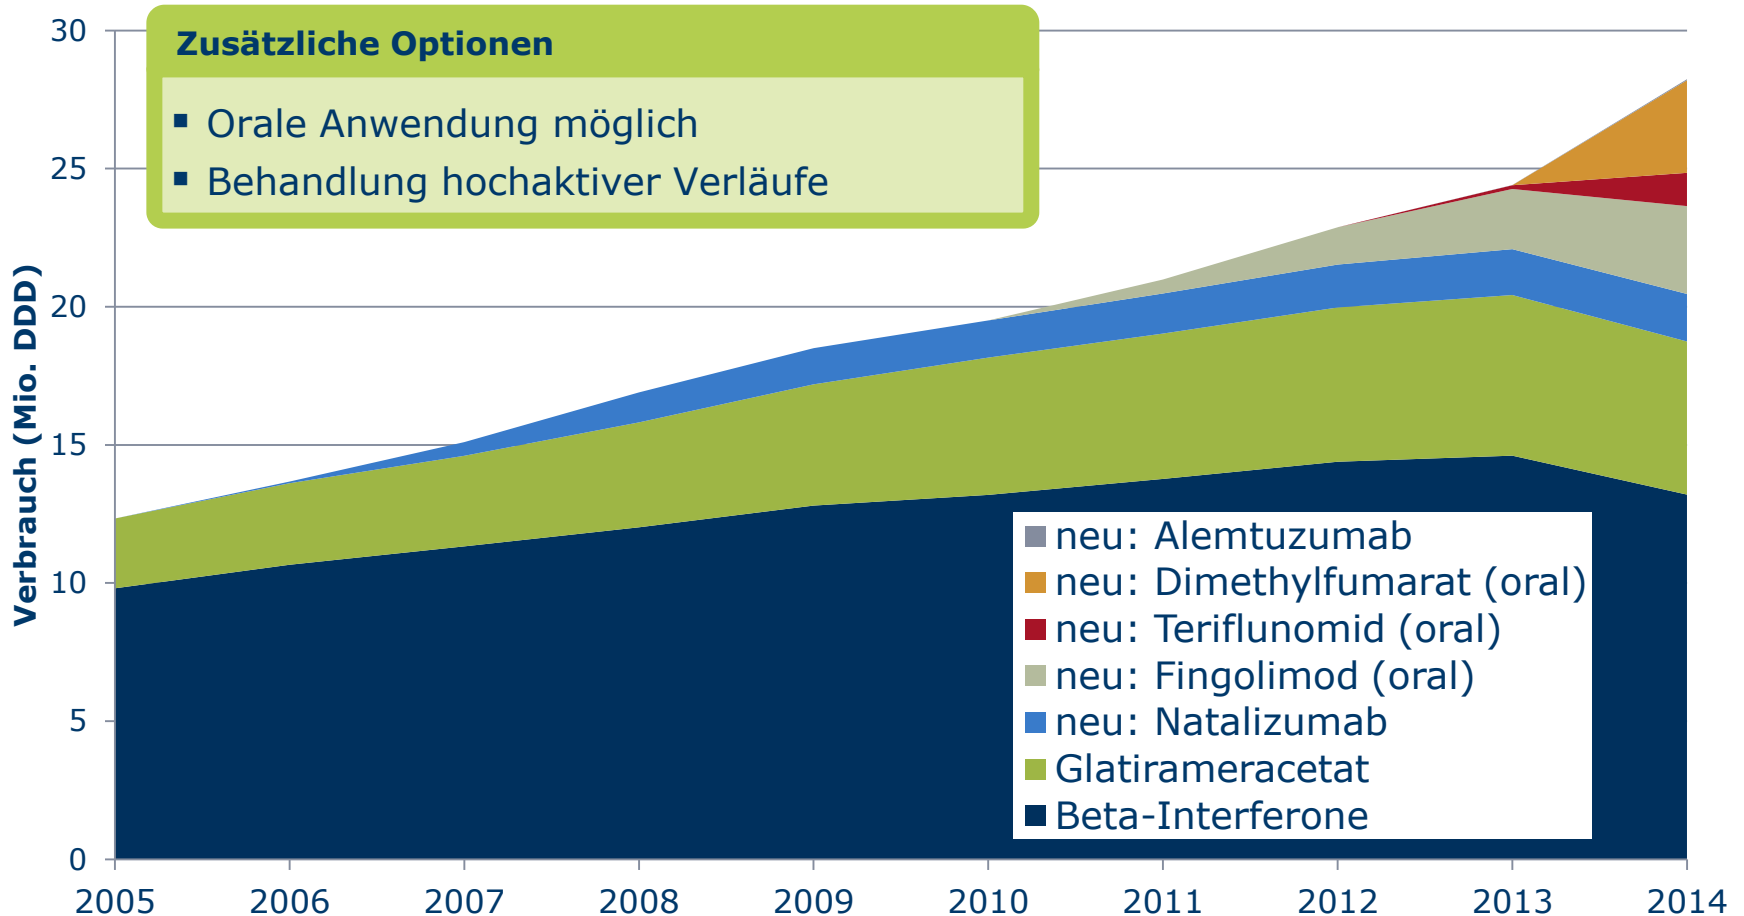 Zusätzliche Optionen
▪ Orale Anwendung möglich
▪ Behandlung hochaktiver Verläufe
Verbrauch (Mio. DDD)
30
25
20
15
10
5
0
neu: Alemtuzumab
neu: Dimethylfumarat (oral)
neu: Teriflunomid (oral)
neu: Fingolimod (oral)
neu: Natalizumab
Glatirameracetat
Beta-Interferone
2005 2006 2007 2008 2009 2010 2011 2012 2013 2014